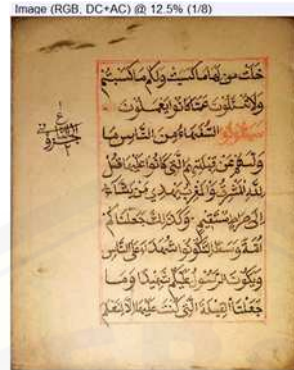 Image (RGB, DC+AC) @ 12.5% (1/8)
خلت لها ما كسبت ولكم ما كسبتم
ولا تسئلون عما كانوا يعملون
سيقول السفهاء من الناس ما
ولىهم عن قبلتهم التي كانوا عليها قل
لله المشرق والمغرب يهدي من يشاء
الى صراط مستقيم وكذلك جعلناكم
امة وسطا لتكونوا شهداء على الناس
ويكون الرسول عليكم شهيدا وما
جعلنا القبلة التي كنت عليها الا لنعلم